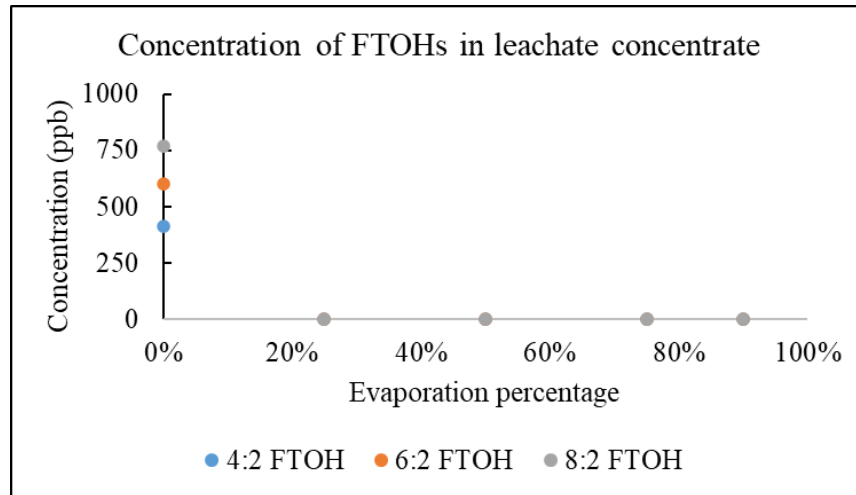 Concentration of FTOHs in leachate concentrate
Concentration (ppb)
1000
750
500
250
0
0% 20% 40% 60% 80% 100%
Evaporation percentage
4:2 FTOH 6:2 FTOH 8:2 FTOH